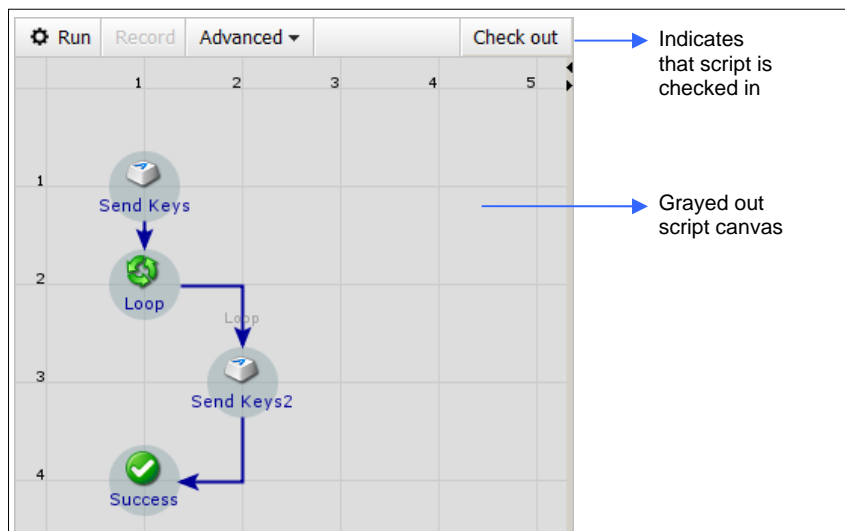 Run Record Advanced Check out
Indicates
that script is
checked in
1 2 3 4 5
1
Send Keys
Grayed out
script canvas
2
Loop
Loop
3
Send Keys2
4
Success